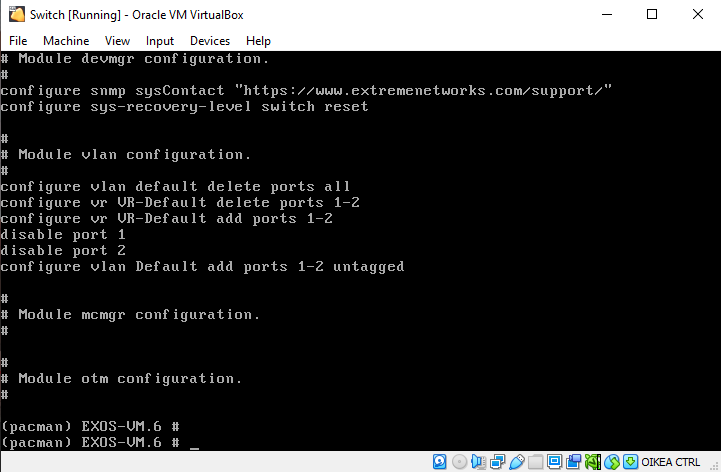 Switch [Running] - Oracle VM VirtualBox
File Machine View Input Devices Help
# Module devmgr configuration.
#
configure snmp sysContact "https://www.extremenetworks.com/support/"
configure sys-recovery-level switch reset
#
# Module vlan configuration.
#
configure vlan default delete ports all
configure vr VR-Default delete ports 1-2
configure vr VR-Default add ports 1-2
disable port 1
disable port 2
configure vlan Default add ports 1-2 untagged
#
# Module mcmgr configuration.
#
#
# Module otm configuration.
#
(pacman) EXOS-VM.6 #
(pacman) EXOS-VM.6 # _
OIKEA CTRL